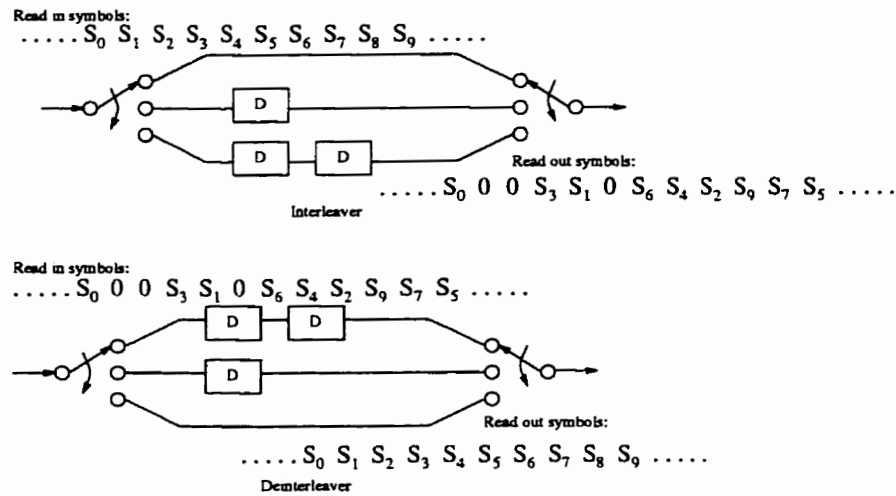 Read in symbols:
. . . . . S₀ S₁ S₂ S₃ S₄ S₅ S₆ S₇ S₈ S₉ . . . . .
D
D D
Read out symbols:
. . . . . S₀ 0 0 S₃ S₁ 0 S₆ S₄ S₂ S₉ S₇ S₅ . . . . .
Interleaver
Read in symbols:
. . . . . S₀ 0 0 S₃ S₁ 0 S₆ S₄ S₂ S₉ S₇ S₅ . . . . .
D D
D
Read out symbols:
. . . . . S₀ S₁ S₂ S₃ S₄ S₅ S₆ S₇ S₈ S₉ . . . . .
Deinterleaver